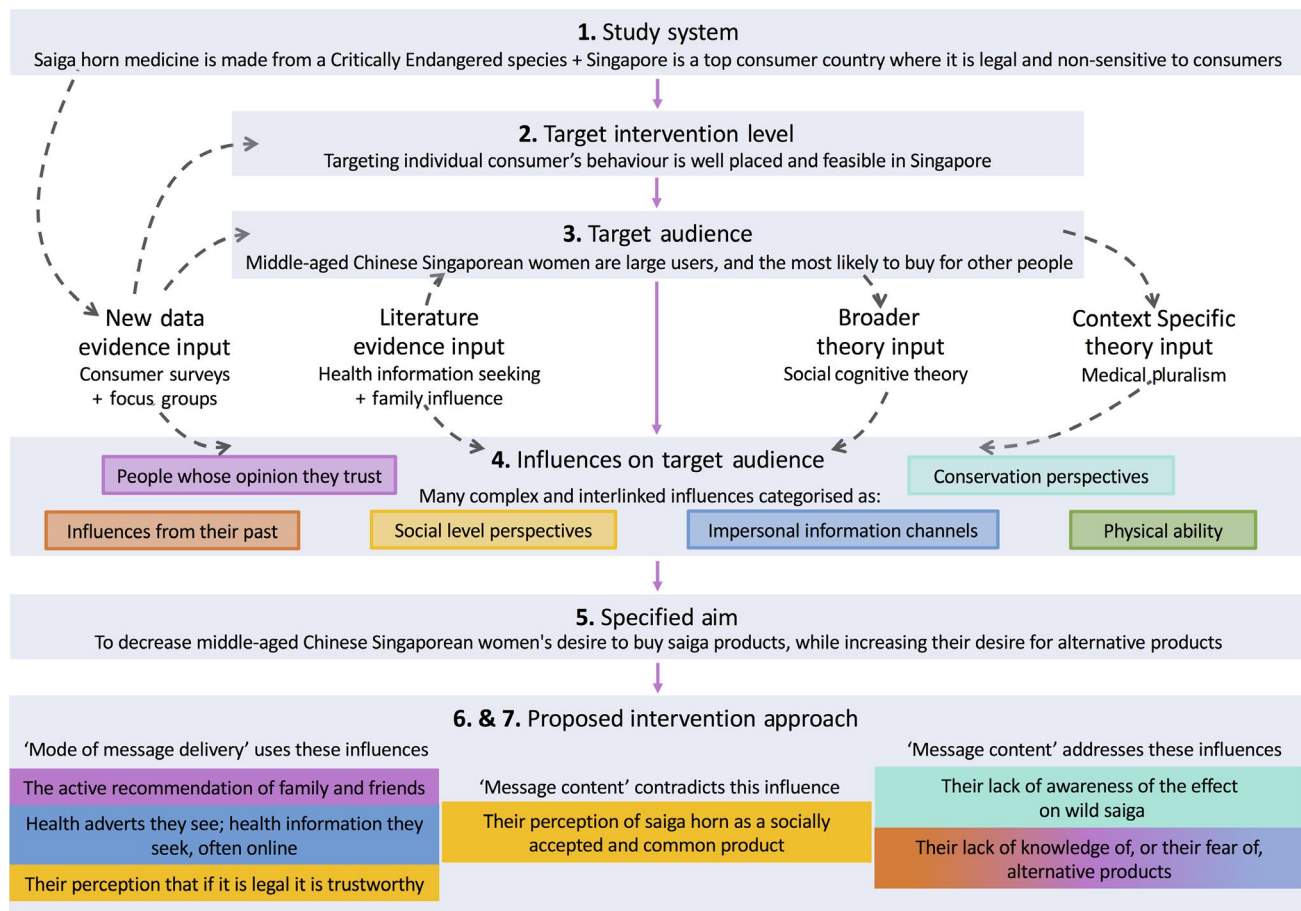 1. Study system
Saiga horn medicine is made from a Critically Endangered species + Singapore is a top consumer country where it is legal and non-sensitive to consumers
2. Target intervention level
Targeting individual consumer's behaviour is well placed and feasible in Singapore
3. Target audience
Middle-aged Chinese Singaporean women are large users, and the most likely to buy for other people
New data
evidence input
Consumer surveys
+ focus groups
Literature
evidence input
Health information seeking
+ family influence
Broader
theory input
Social cognitive theory
Context Specific
theory input
Medical pluralism
4. Influences on target audience
People whose opinion they trust
Conservation perspectives
Many complex and interlinked influences categorised as:
Influences from their past
Social level perspectives
Impersonal information channels
Physical ability
5. Specified aim
To decrease middle-aged Chinese Singaporean women's desire to buy saiga products, while increasing their desire for alternative products
6. & 7. Proposed intervention approach
'Mode of message delivery' uses these influences
The active recommendation of family and friends
Health adverts they see; health information they
seek, often online
Their perception that if it is legal it is trustworthy
'Message content' contradicts this influence
Their perception of saiga horn as a socially
accepted and common product
'Message content' addresses these influences
Their lack of awareness of the effect
on wild saiga
Their lack of knowledge of, or their fear of,
alternative products